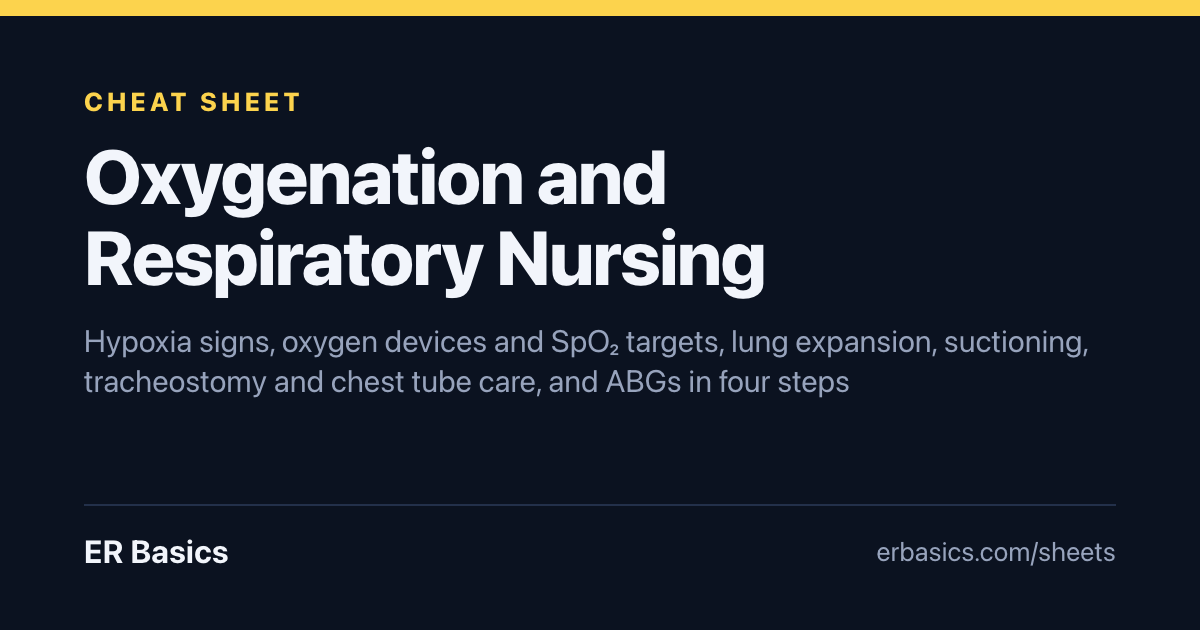 CHEAT SHEET
Oxygenation and
Respiratory Nursing
Hypoxia signs, oxygen devices and SpO₂ targets, lung expansion, suctioning,
tracheostomy and chest tube care, and ABGs in four steps
ER Basics
erbasics.com/sheets